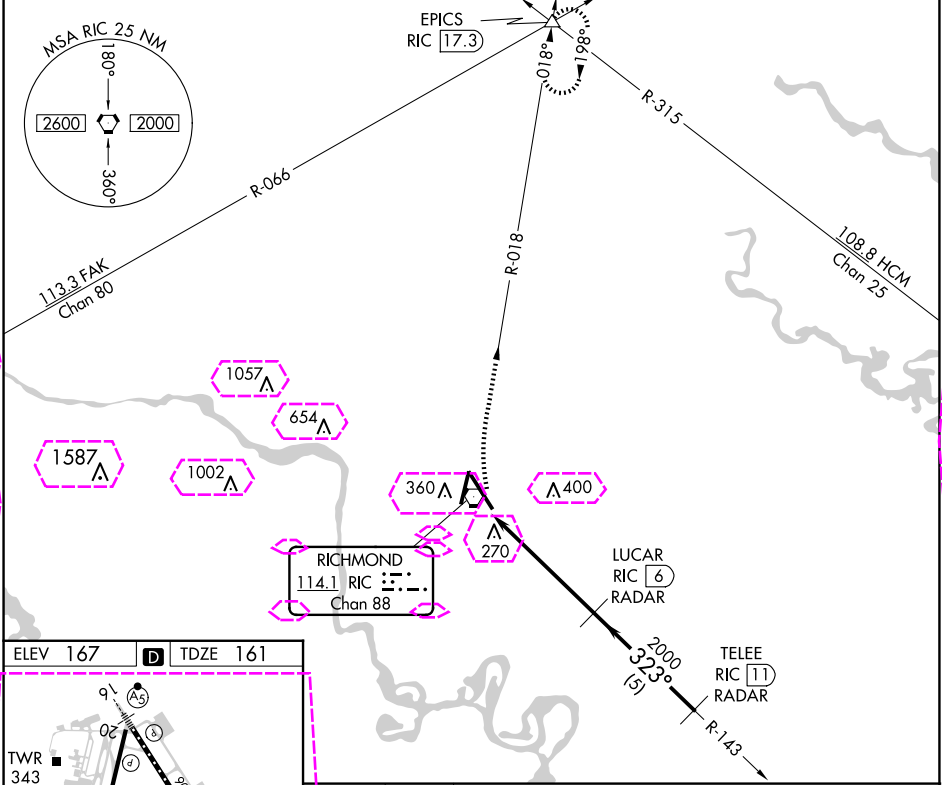 EPICS
RIC 17.3
MSA RIC 25 NM
180°
2600
2000
360°
018°
198°
R-315
R-066
R-018
113.3 FAK
Chan 80
108.8 HCM
Chan 25
1057
654
1587
1002
360
400
270
RICHMOND
114.1 RIC
Chan 88
LUCAR
RIC 6
RADAR
2000
323°
(5)
TELEE
RIC 11
RADAR
R-143
ELEV 167
D
TDZE 161
16
A5
20
P
P
TWR
343